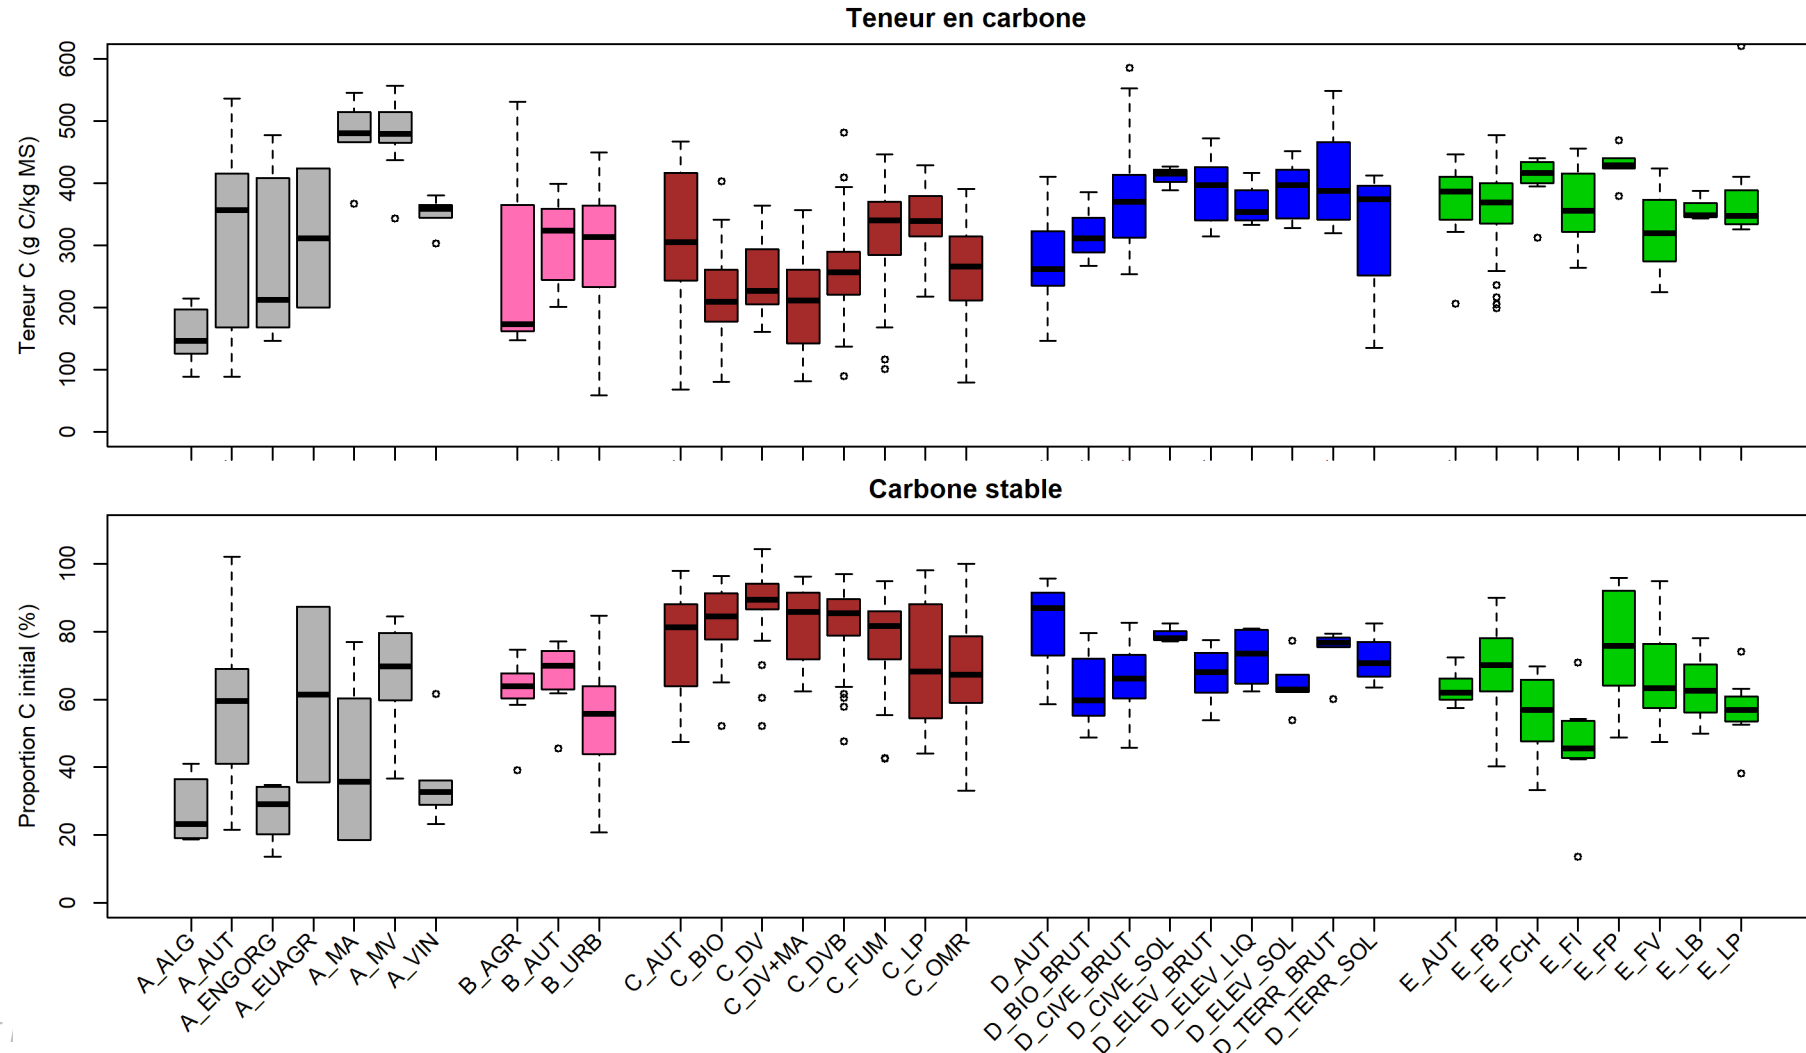 Teneur en carbone
Teneur C (g C/kg MS)
600
500
400
300
200
100
0
Carbone stable
Proportion C initial (%)
100
80
60
40
20
0
A_ALG
A_AUT
A_ENGORG
A_EUAGR
A_MA
A_MV
A_VIN
B_AGR
B_AUT
B_URB
C_AUT
C_BIO
C_DV
C_DV+MA
C_DVB
C_FUM
C_LP
C_OMR
D_AUT
D_BIO_BRUT
D_CIVE_BRUT
D_CIVE_SOL
D_ELEV_BRUT
D_ELEV_LIQ
D_ELEV_SOL
D_TERR_BRUT
D_TERR_SOL
E_AUT
E_FB
E_FCH
E_FI
E_FP
E_FV
E_LB
E_LP